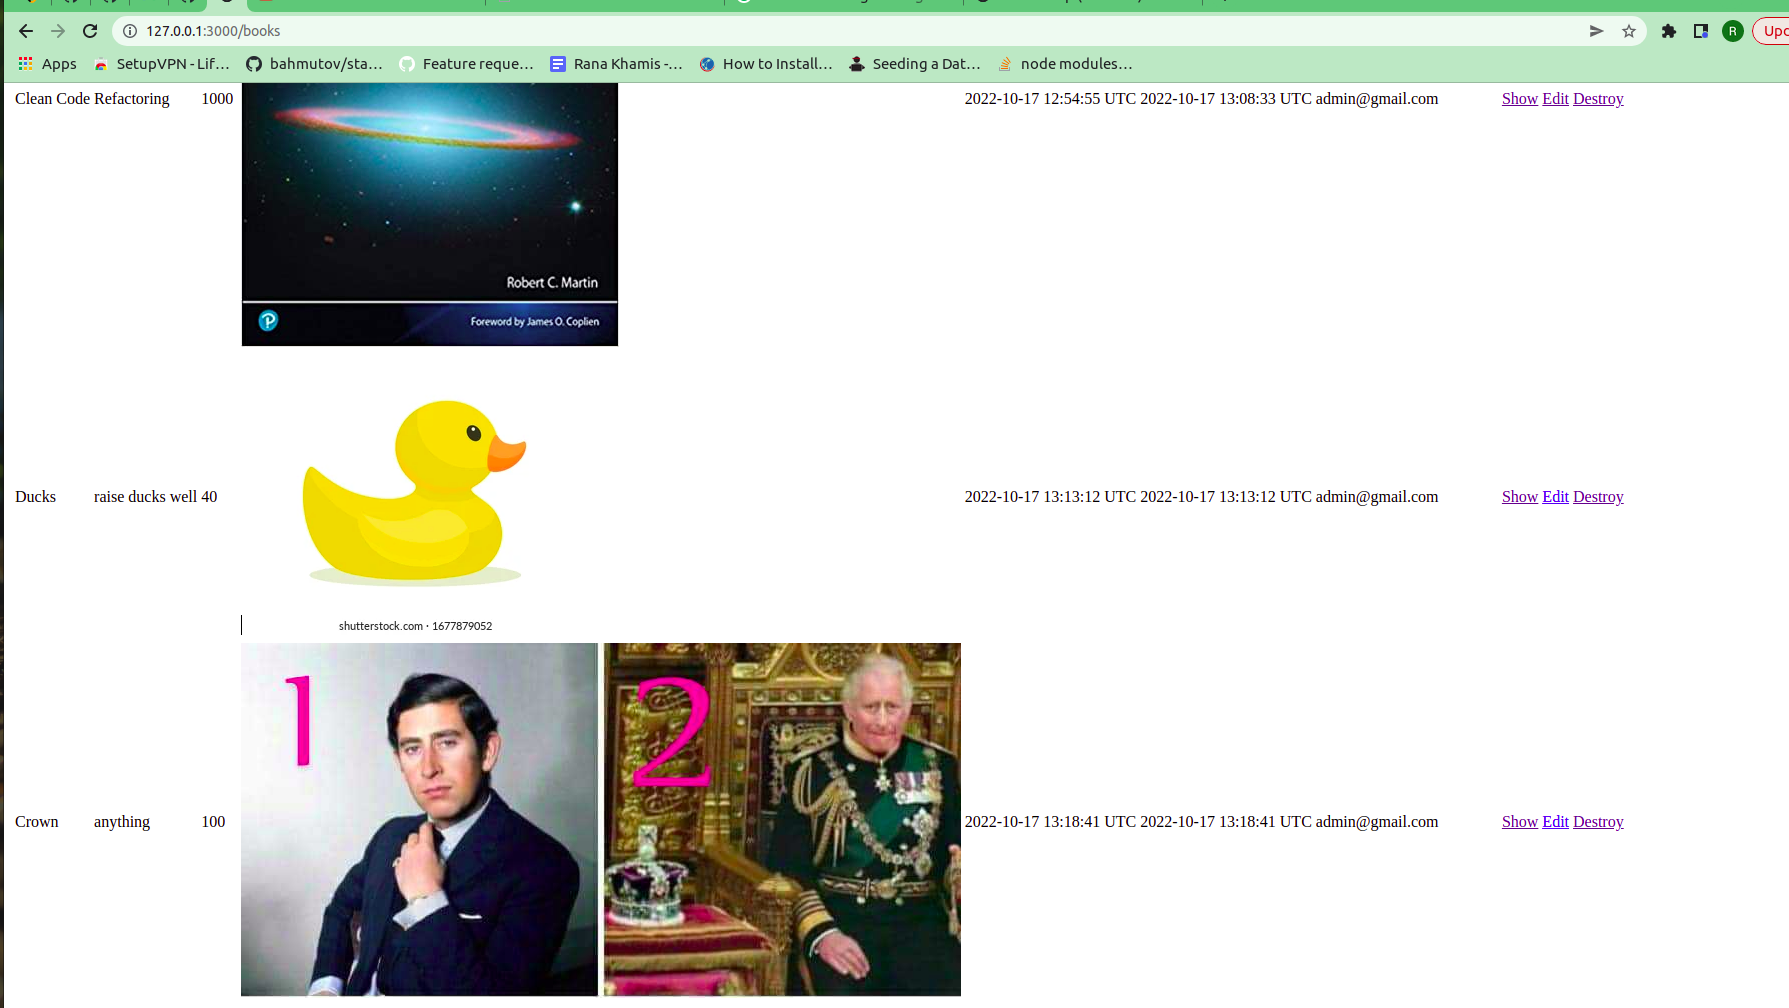 127.0.0.1:3000/books
R
Upd
Apps SetupVPN - Lif... bahmutov/sta... Feature reque... Rana Khamis -... How to Install... Seeding a Dat... node modules...
Clean Code Refactoring 1000 2022-10-17 12:54:55 UTC 2022-10-17 13:08:33 UTC admin@gmail.com Show Edit Destroy
Robert C. Martin
P
Foreword by James O. Coplien
Ducks raise ducks well 40 2022-10-17 13:13:12 UTC 2022-10-17 13:13:12 UTC admin@gmail.com Show Edit Destroy
shutterstock.com · 1677879052
1 2
Crown anything 100 2022-10-17 13:18:41 UTC 2022-10-17 13:18:41 UTC admin@gmail.com Show Edit Destroy